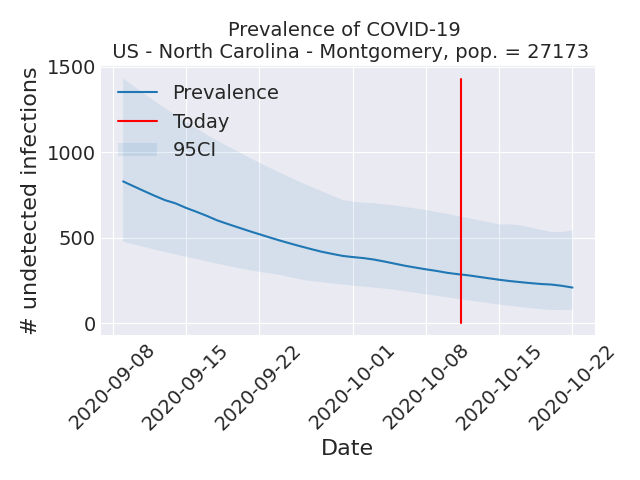 Prevalence of COVID-19
US - North Carolina - Montgomery, pop. = 27173
# undetected infections
1500
1000
500
0
Prevalence
Today
95CI
2020-09-08
2020-09-15
2020-09-22
2020-10-01
2020-10-08
2020-10-15
2020-10-22
Date